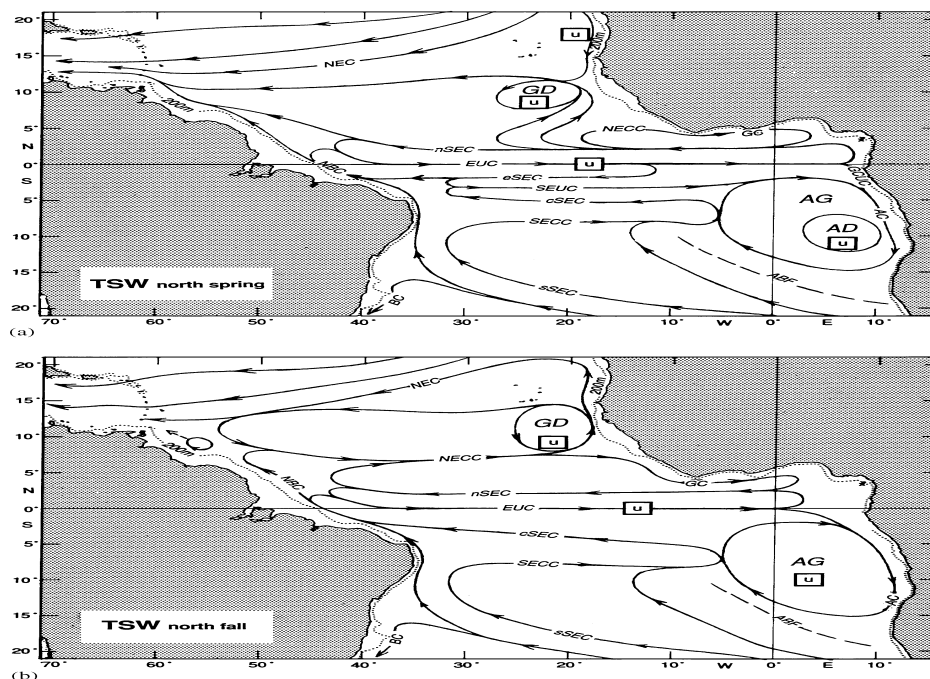 20°
15°
10°
5°
N
0°
S
5°
10°
15°
20°
200m
u
NEC
GD
u
200m
NECC
GC
nSEC
EUC
u
NBC
eSEC
SEUC
cSEC
SECC
GCUC
AC
AG
AD
u
ABF
sSEC
BC
TSW north spring
(a)
70° 60° 50° 40° 30° 20° 10° W 0° E 10°
20°
15°
10°
5°
N
0°
S
5°
10°
15°
20°
NEC
200m
GD
u
200m
NECC
NBC
GC
nSEC
EUC
u
cSEC
SECC
AG
u
AC
ABF
sSEC
BC
TSW north fall
70° 60° 50° 40° 30° 20° 10° W 0° E 10°
(b)